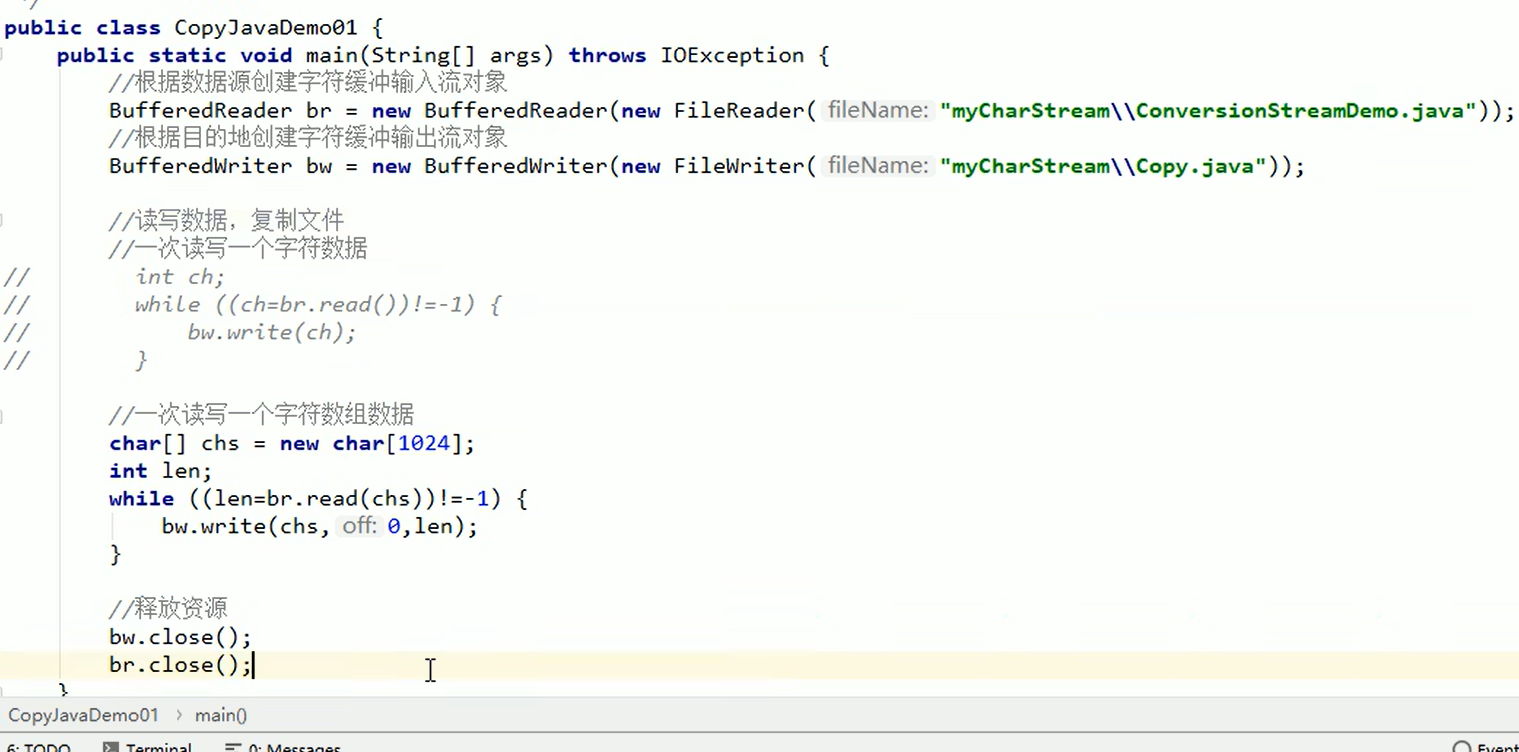 */
public class CopyJavaDemo01 {
public static void main(String[] args) throws IOException {
//根据数据源创建字符缓冲输入流对象
BufferedReader br = new BufferedReader(new FileReader( fileName: "myCharStream\\ConversionStreamDemo.java"));
//根据目的地创建字符缓冲输出流对象
BufferedWriter bw = new BufferedWriter(new FileWriter( fileName: "myCharStream\\Copy.java"));
//读写数据，复制文件
//一次读写一个字符数据
// int ch;
// while ((ch=br.read())!=-1) {
// bw.write(ch);
// }
//一次读写一个字符数组数据
char[] chs = new char[1024];
int len;
while ((len=br.read(chs))!=-1) {
bw.write(chs, off: 0,len);
}
//释放资源
bw.close();
br.close();
}
CopyJavaDemo01 › main()
6: TODO Terminal 0: Messages Event